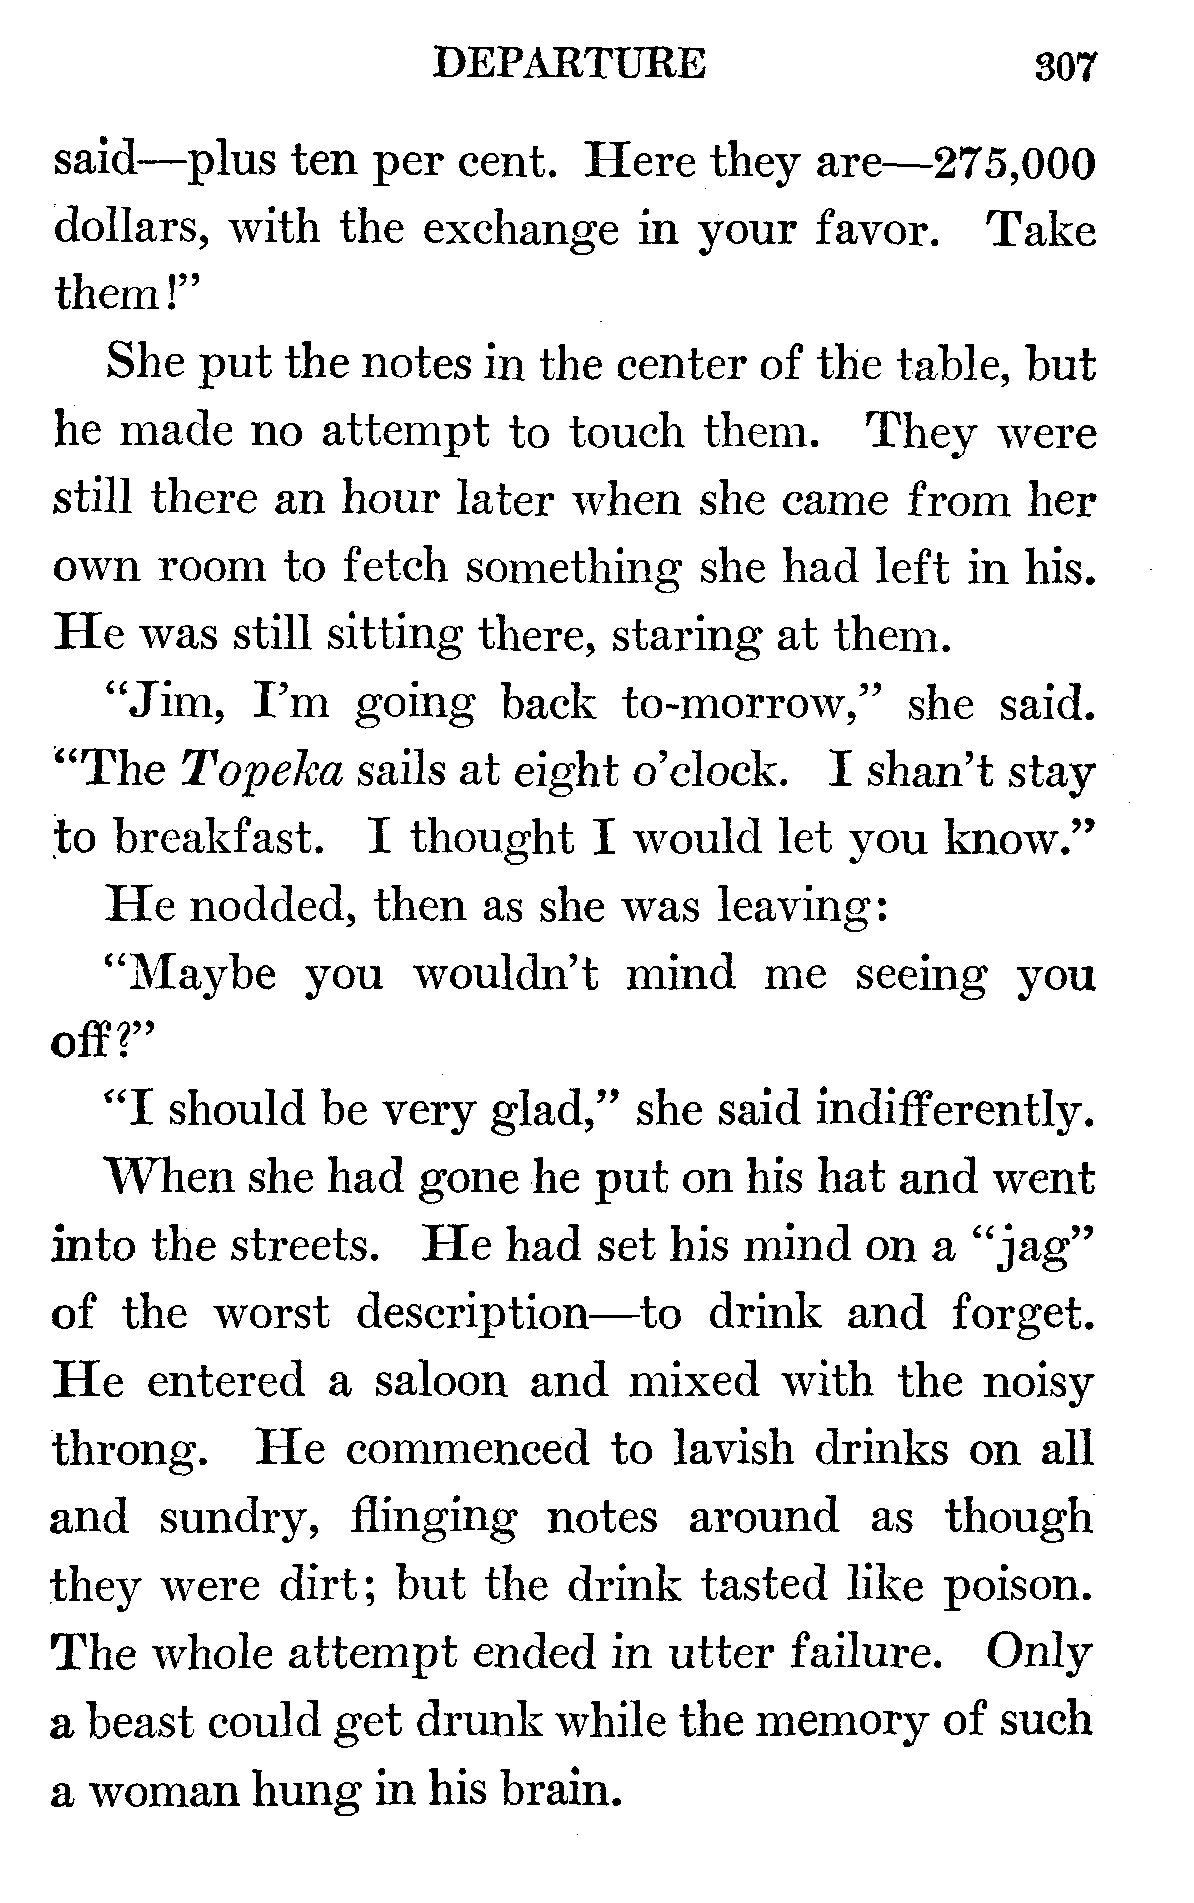 DEPARTURE 307
said—plus ten per cent. Here they are—275,000
dollars, with the exchange in your favor. Take
them!"
She put the notes in the center of the table, but
he made no attempt to touch them. They were
still there an hour later when she came from her
own room to fetch something she had left in his.
He was still sitting there, staring at them.
"Jim, I'm going back to-morrow," she said.
"The Topeka sails at eight o'clock. I shan't stay
to breakfast. I thought I would let you know."
He nodded, then as she was leaving:
"Maybe you wouldn't mind me seeing you
off?"
"I should be very glad," she said indifferently.
When she had gone he put on his hat and went
into the streets. He had set his mind on a "jag"
of the worst description—to drink and forget.
He entered a saloon and mixed with the noisy
throng. He commenced to lavish drinks on all
and sundry, flinging notes around as though
they were dirt; but the drink tasted like poison.
The whole attempt ended in utter failure. Only
a beast could get drunk while the memory of such
a woman hung in his brain.